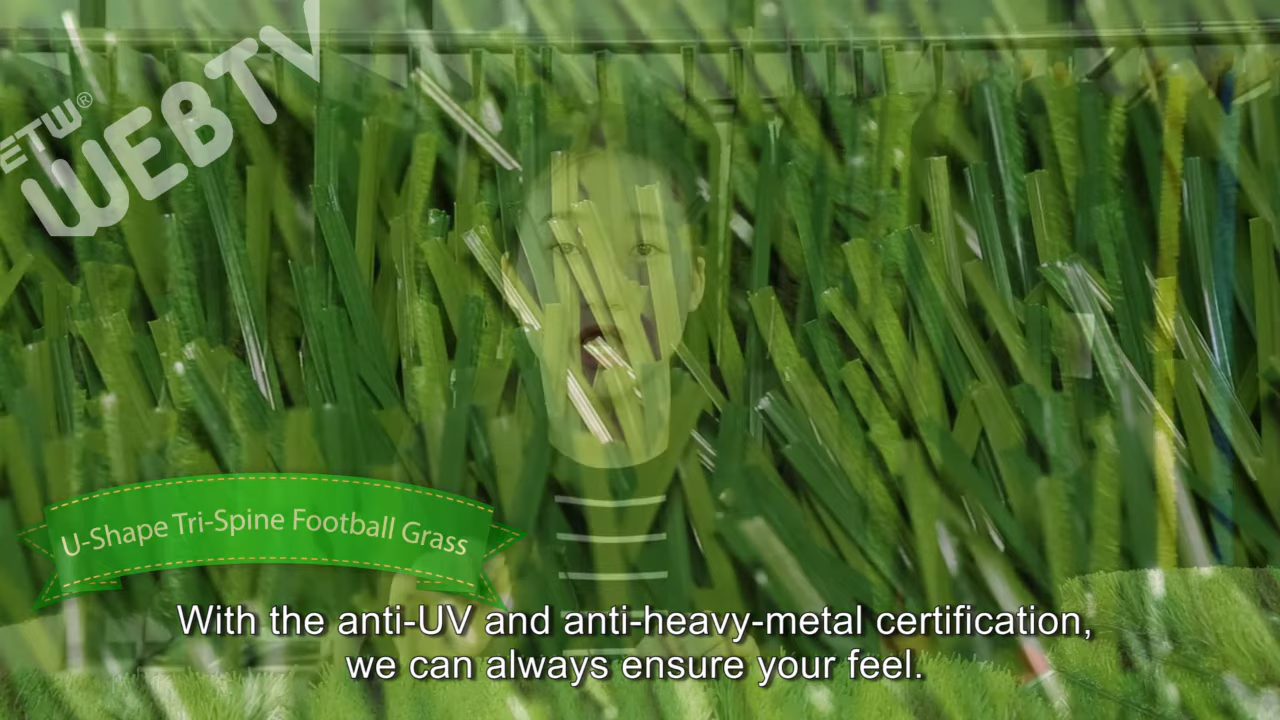 ETW®
WEBTV
U-Shape Tri-Spine Football Grass
With the anti-UV and anti-heavy-metal certification,
we can always ensure your feel.